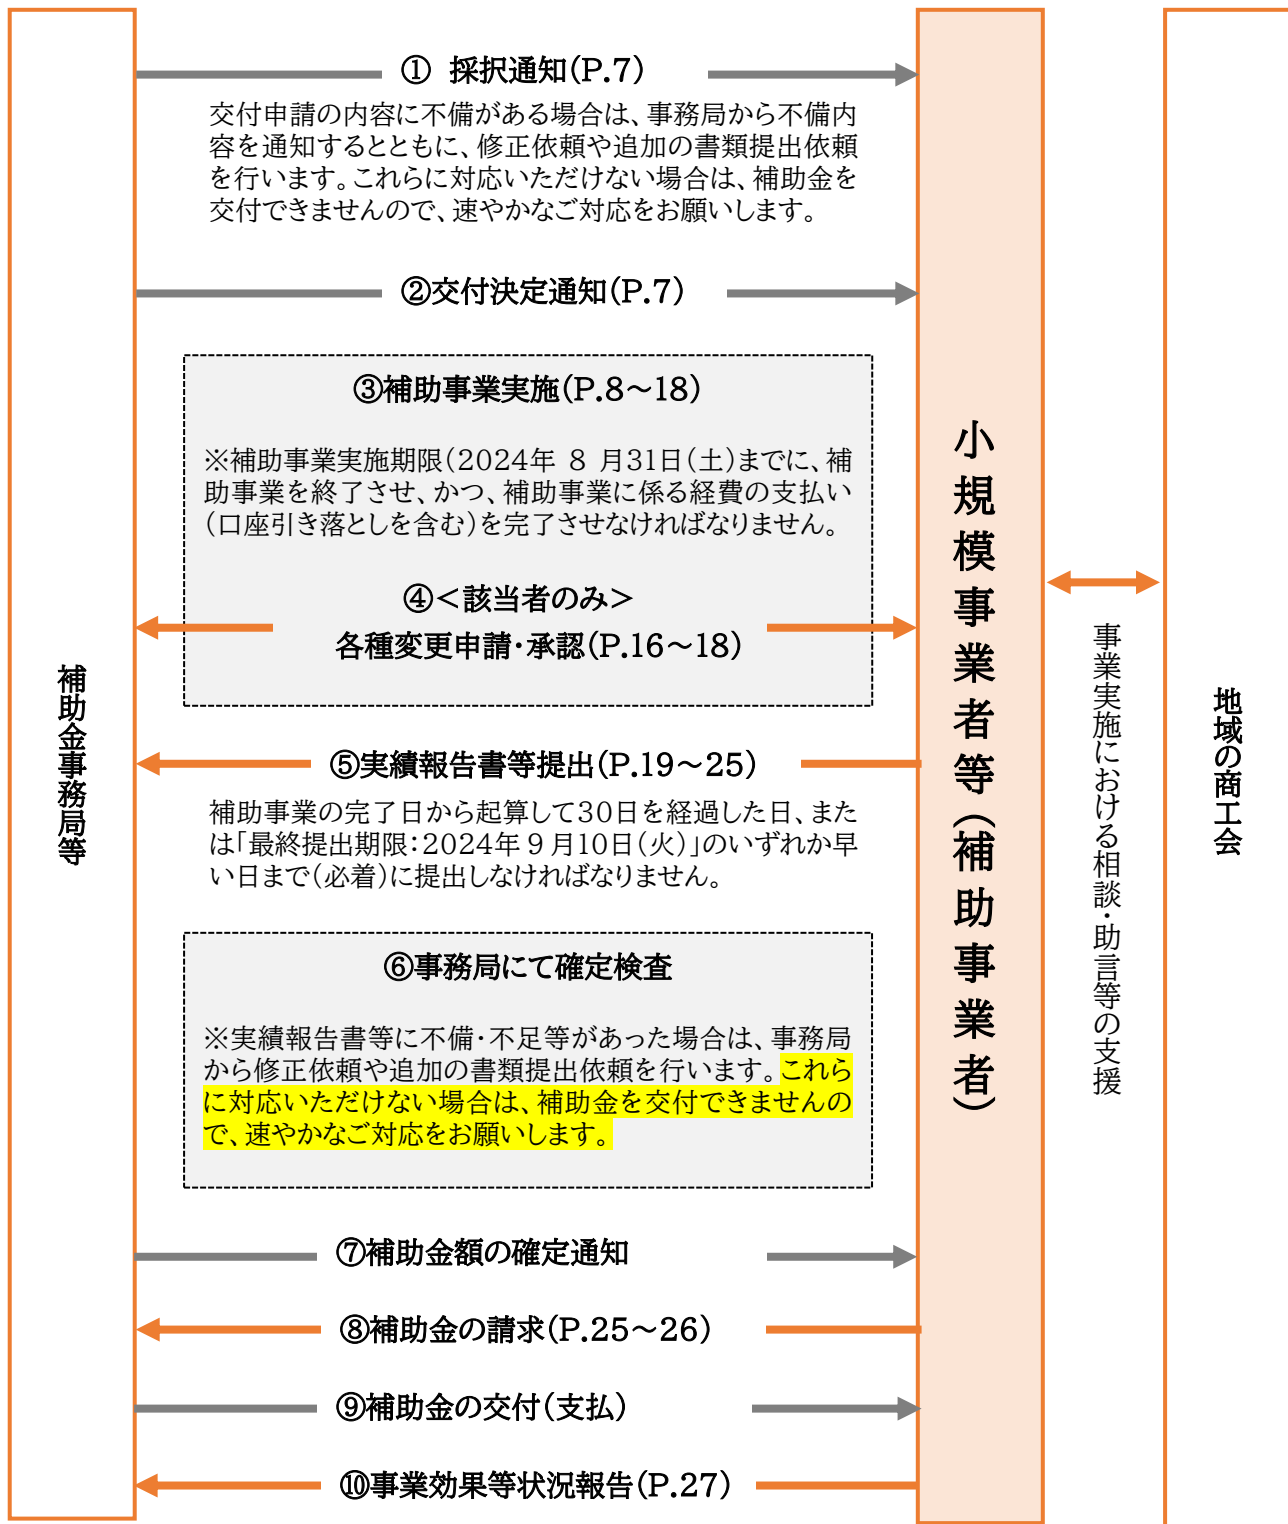 ① 採択通知(P.7)
交付申請の内容に不備がある場合は、事務局から不備内
容を通知するとともに、修正依頼や追加の書類提出依頼
を行います。これらに対応いただけない場合は、補助金を
交付できませんので、速やかなご対応をお願いします。
②交付決定通知(P.7)
③補助事業実施(P.8～18)
※補助事業実施期限(2024年 8 月31日(土)までに、補
助事業を終了させ、かつ、補助事業に係る経費の支払い
(口座引き落としを含む)を完了させなければなりません。
④＜該当者のみ＞
各種変更申請・承認(P.16～18)
⑤実績報告書等提出(P.19～25)
補助事業の完了日から起算して30日を経過した日、また
は「最終提出期限：2024年 9 月10日(火)」のいずれか早
い日まで(必着)に提出しなければなりません。
⑥事務局にて確定検査
※実績報告書等に不備・不足等があった場合は、事務局
から修正依頼や追加の書類提出依頼を行います。これら
に対応いただけない場合は、補助金を交付できませんの
で、速やかなご対応をお願いします。
⑦補助金額の確定通知
⑧補助金の請求(P.25～26)
⑨補助金の交付(支払)
⑩事業効果等状況報告(P.27)
補助金事務局等
小規模事業者等(補助事業者)
事業実施における相談・助言等の支援
地域の商工会